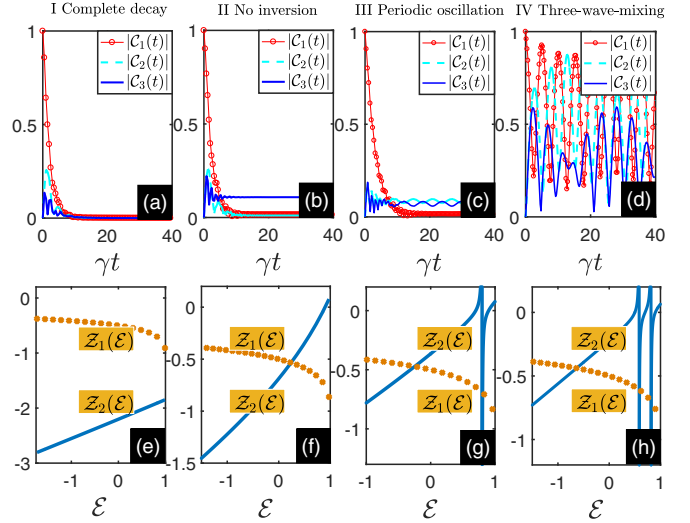 I Complete decay
II No inversion
III Periodic oscillation
IV Three-wave-mixing
1
0.5
0
|𝒞₁(t)|
|𝒞₂(t)|
|𝒞₃(t)|
(a)
0 20 40
γt
1
0.5
0
|𝒞₁(t)|
|𝒞₂(t)|
|𝒞₃(t)|
(b)
0 20 40
γt
1
0.5
0
|𝒞₁(t)|
|𝒞₂(t)|
|𝒞₃(t)|
(c)
0 20 40
γt
1
0.5
0
|𝒞₁(t)|
|𝒞₂(t)|
|𝒞₃(t)|
(d)
0 20 40
γt
0
-1
-2
-3
𝒵₁(ℰ)
𝒵₂(ℰ)
(e)
-1 0 1
ℰ
0
-0.5
-1
-1.5
𝒵₁(ℰ)
𝒵₂(ℰ)
(f)
-1 0 1
ℰ
0
-0.5
-1
𝒵₂(ℰ)
𝒵₁(ℰ)
(g)
-1 0 1
ℰ
0
-0.5
-1
𝒵₂(ℰ)
𝒵₁(ℰ)
(h)
-1 0 1
ℰ